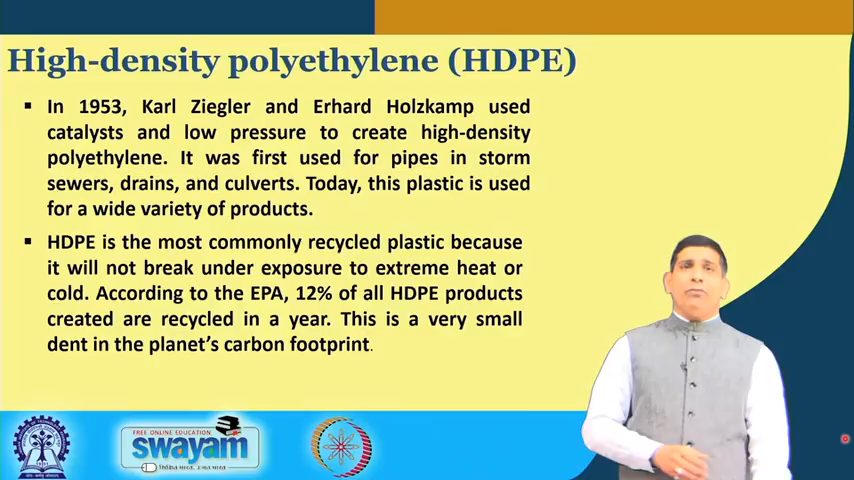 High-density polyethylene (HDPE)
In 1953, Karl Ziegler and Erhard Holzkamp used
catalysts and low pressure to create high-density
polyethylene. It was first used for pipes in storm
sewers, drains, and culverts. Today, this plastic is used
for a wide variety of products.
HDPE is the most commonly recycled plastic because
it will not break under exposure to extreme heat or
cold. According to the EPA, 12% of all HDPE products
created are recycled in a year. This is a very small
dent in the planet's carbon footprint.
FREE ONLINE EDUCATION
swayam